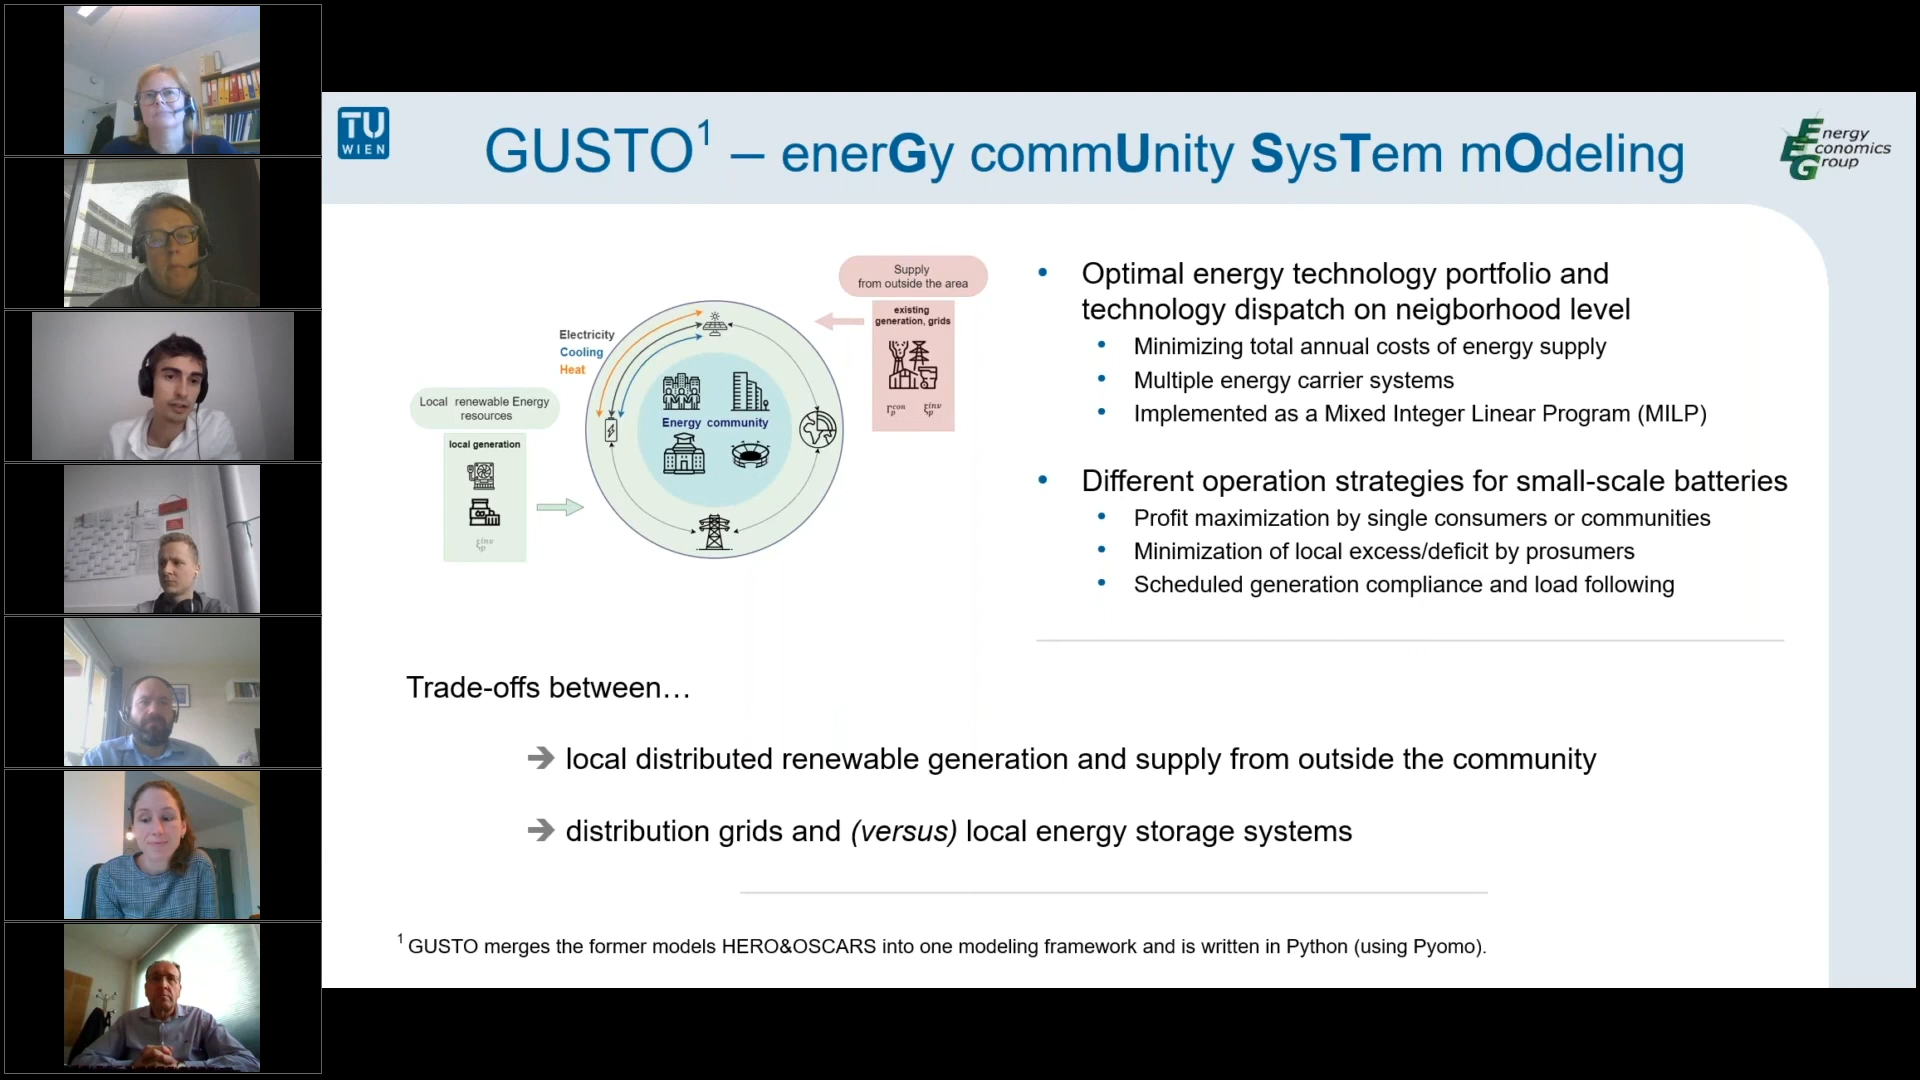 TU
WIEN
GUSTO¹ – enerGy commUnity SysTem mOdeling
Energy
Economics
Group
Supply
from outside the area
existing
generation, grids
Electricity
Cooling
Heat
Local renewable Energy
resources
local generation
Energy community
• Optimal energy technology portfolio and
technology dispatch on neigborhood level
• Minimizing total annual costs of energy supply
• Multiple energy carrier systems
• Implemented as a Mixed Integer Linear Program (MILP)
• Different operation strategies for small-scale batteries
• Profit maximization by single consumers or communities
• Minimization of local excess/deficit by prosumers
• Scheduled generation compliance and load following
Trade-offs between…
➔ local distributed renewable generation and supply from outside the community
➔ distribution grids and (versus) local energy storage systems
¹ GUSTO merges the former models HERO&OSCARS into one modeling framework and is written in Python (using Pyomo).